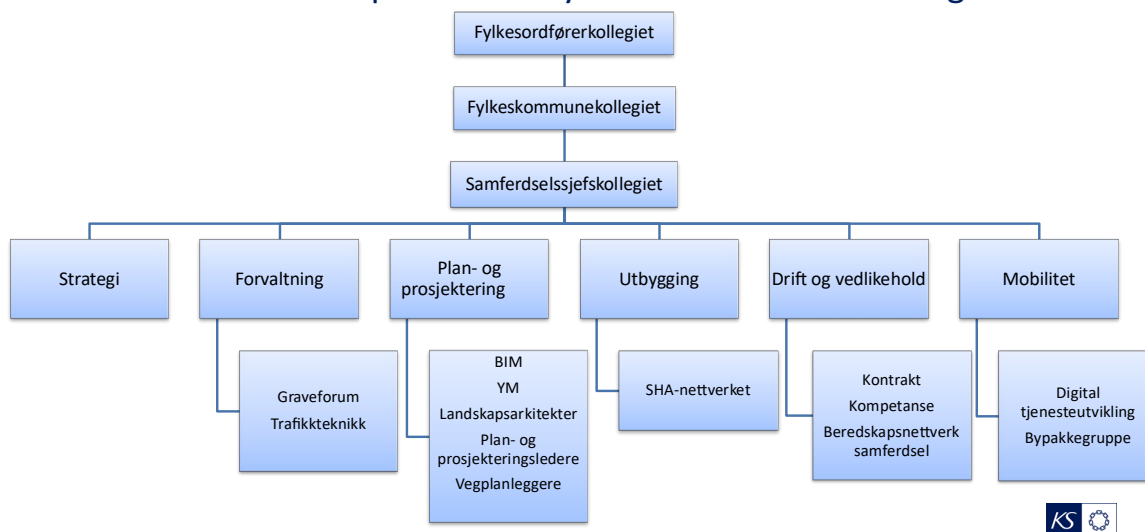 Fylkesordførerkollegiet
Fylkeskommunekollegiet
Samferdselssjefskollegiet
Strategi
Forvaltning
Plan- og
prosjektering
Utbygging
Drift og vedlikehold
Mobilitet
Graveforum
Trafikkteknikk
BIM
YM
Landskapsarkitekter
Plan- og
prosjekteringsledere
Vegplanleggere
SHA-nettverket
Kontrakt
Kompetanse
Beredskapsnettverk
samferdsel
Digital
tjenesteutvikling
Bypakkegruppe
KS